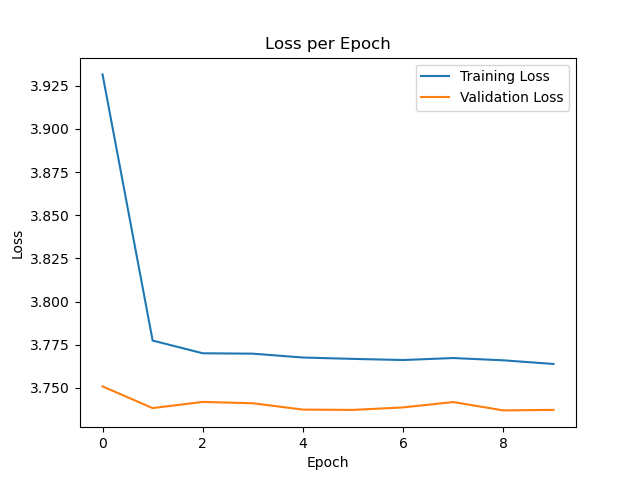 Loss per Epoch
Training Loss
Validation Loss
3.925
3.900
3.875
3.850
3.825
3.800
3.775
3.750
Loss
0 2 4 6 8
Epoch